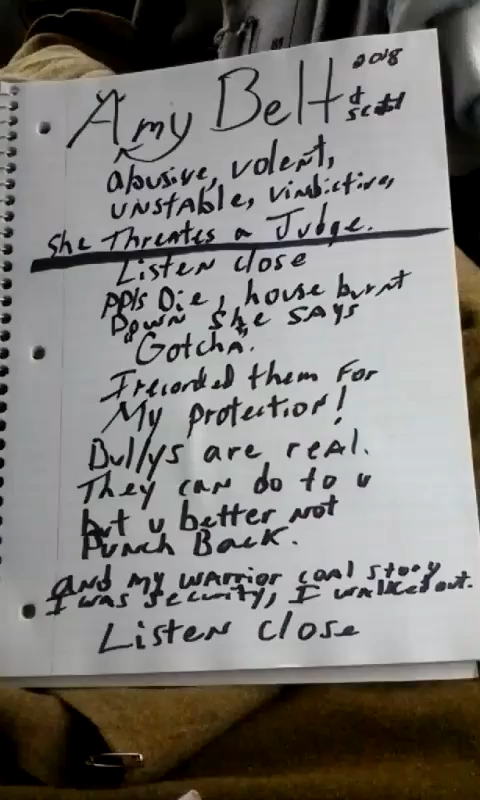 2018
Amy Belt &
Scott
abusive, volent,
unstable, vindictive,
She Threates a Judge.
Listen close
ppls Die, house burnt
Down she says
"Gotcha".
I recorded them for
My protection!
Bullys are real.
They can do to u
but u better not
Punch Back.
and my warrior coal story
I was security, I walked out.
Listen close